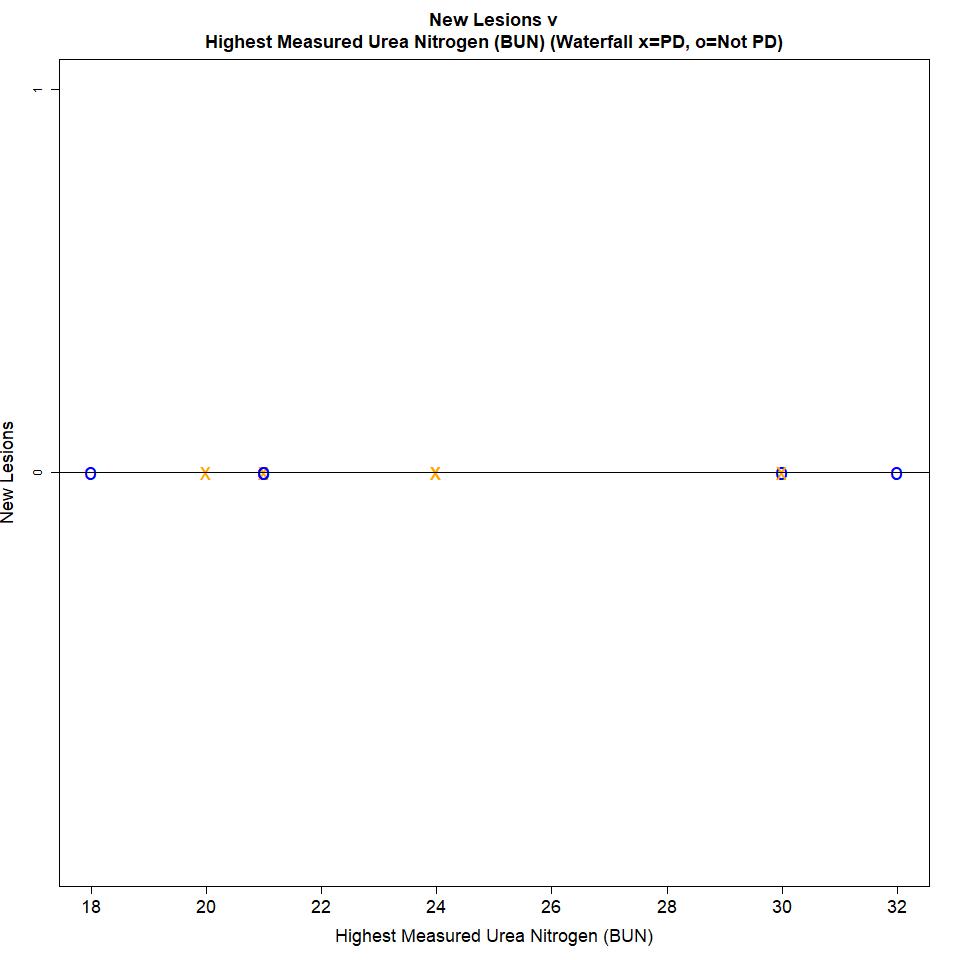 New Lesions v
Highest Measured Urea Nitrogen (BUN) (Waterfall x=PD, o=Not PD)
1
0
New Lesions
O X O X O O
18 20 22 24 26 28 30 32
Highest Measured Urea Nitrogen (BUN)